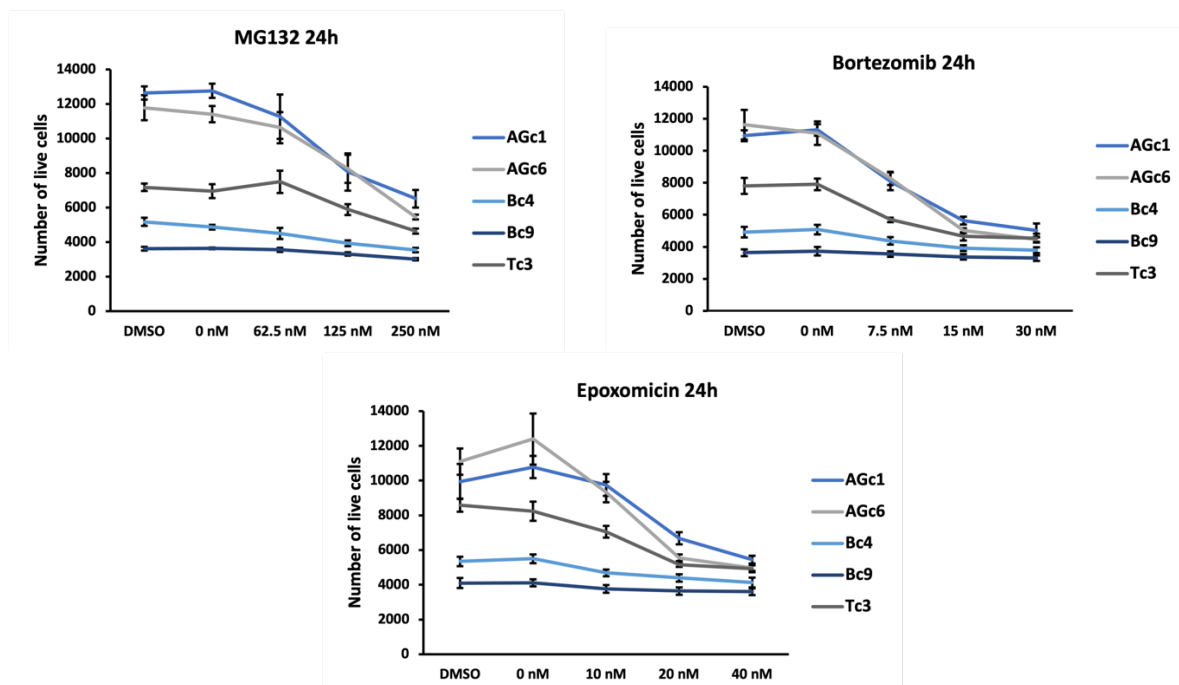 MG132 24h
Number of live cells
14000
12000
10000
8000
6000
4000
2000
0
DMSO 0 nM 62.5 nM 125 nM 250 nM
AGc1
AGc6
Bc4
Bc9
Tc3
Bortezomib 24h
Number of live cells
14000
12000
10000
8000
6000
4000
2000
0
DMSO 0 nM 7.5 nM 15 nM 30 nM
AGc1
AGc6
Bc4
Bc9
Tc3
Epoxomicin 24h
Number of live cells
14000
12000
10000
8000
6000
4000
2000
0
DMSO 0 nM 10 nM 20 nM 40 nM
AGc1
AGc6
Bc4
Bc9
Tc3